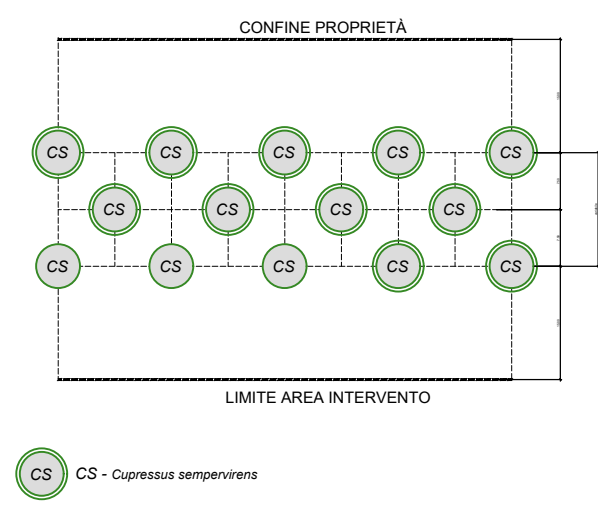 CONFINE PROPRIETÀ
CS CS CS CS CS
CS CS CS CS
CS CS CS CS CS
LIMITE AREA INTERVENTO
CS CS - Cupressus sempervirens